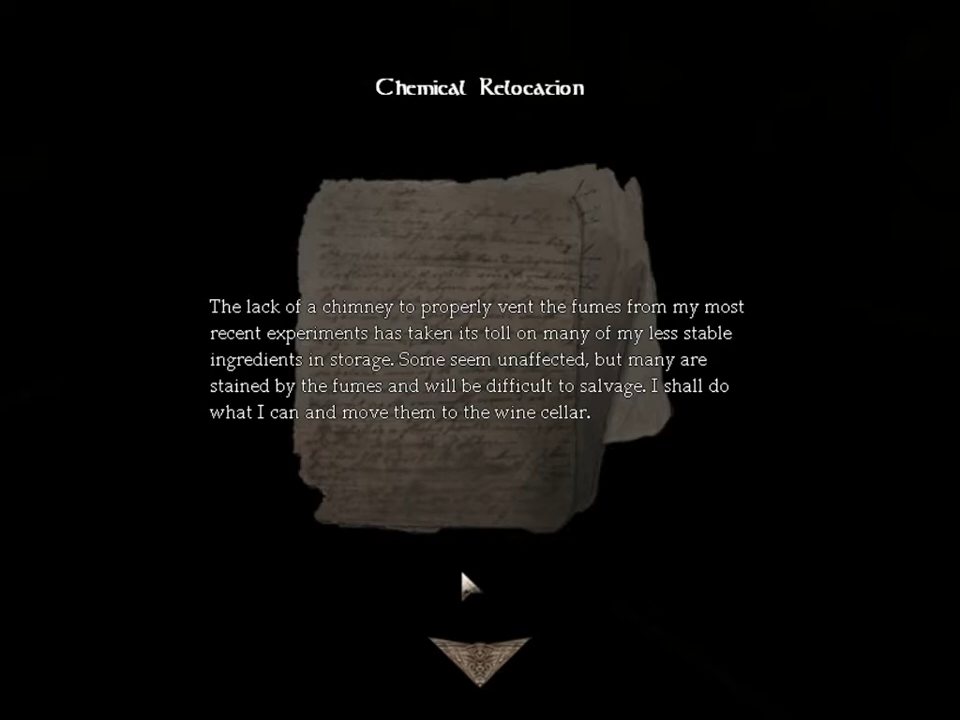 Chemical Relocation
The lack of a chimney to properly vent the fumes from my most
recent experiments has taken its toll on many of my less stable
ingredients in storage. Some seem unaffected, but many are
stained by the fumes and will be difficult to salvage. I shall do
what I can and move them to the wine cellar.